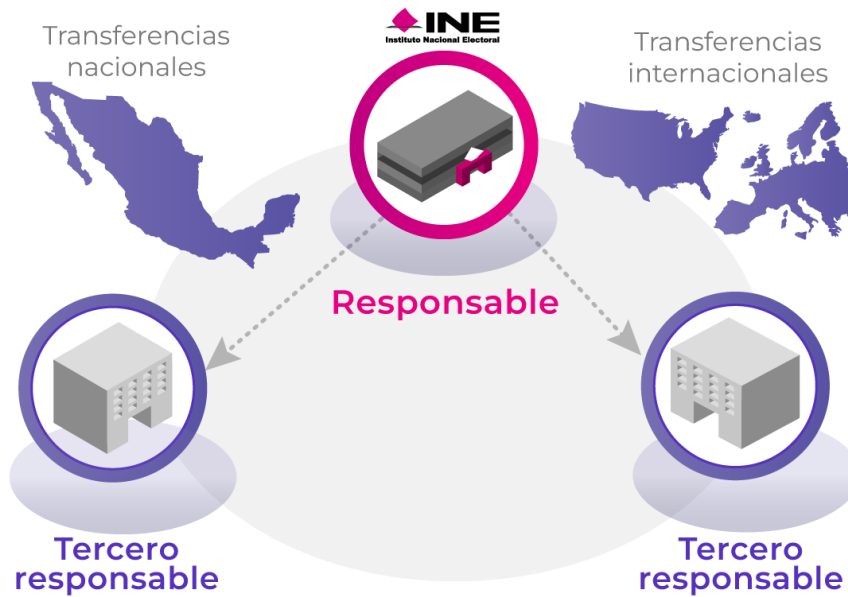 INE
Instituto Nacional Electoral
Transferencias
nacionales
Transferencias
internacionales
Responsable
Tercero
responsable
Tercero
responsable